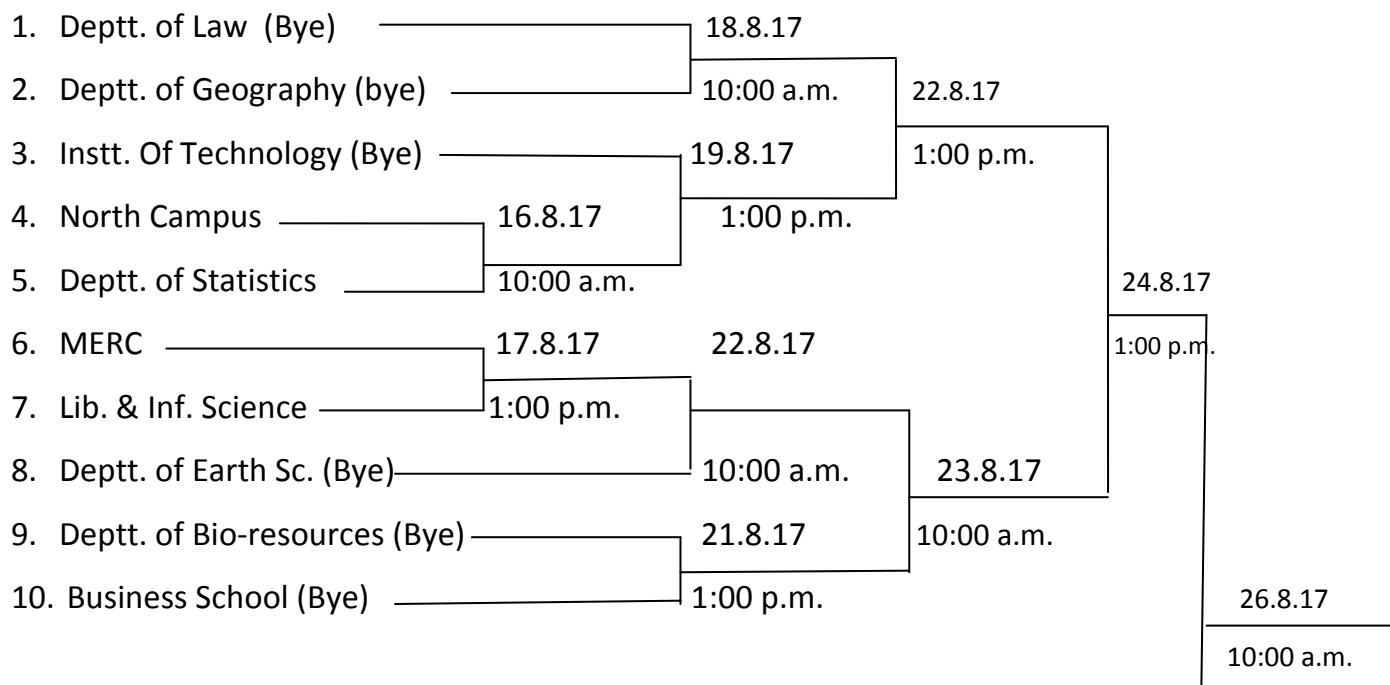 1. Deptt. of Law (Bye) 18.8.17
2. Deptt. of Geography (bye) 10:00 a.m. 22.8.17
3. Instt. Of Technology (Bye) 19.8.17 1:00 p.m.
4. North Campus 16.8.17 1:00 p.m.
5. Deptt. of Statistics 10:00 a.m. 24.8.17
6. MERC 17.8.17 22.8.17 1:00 p.m.
7. Lib. & Inf. Science 1:00 p.m.
8. Deptt. of Earth Sc. (Bye) 10:00 a.m. 23.8.17
9. Deptt. of Bio-resources (Bye) 21.8.17 10:00 a.m.
10. Business School (Bye) 1:00 p.m. 26.8.17
10:00 a.m.